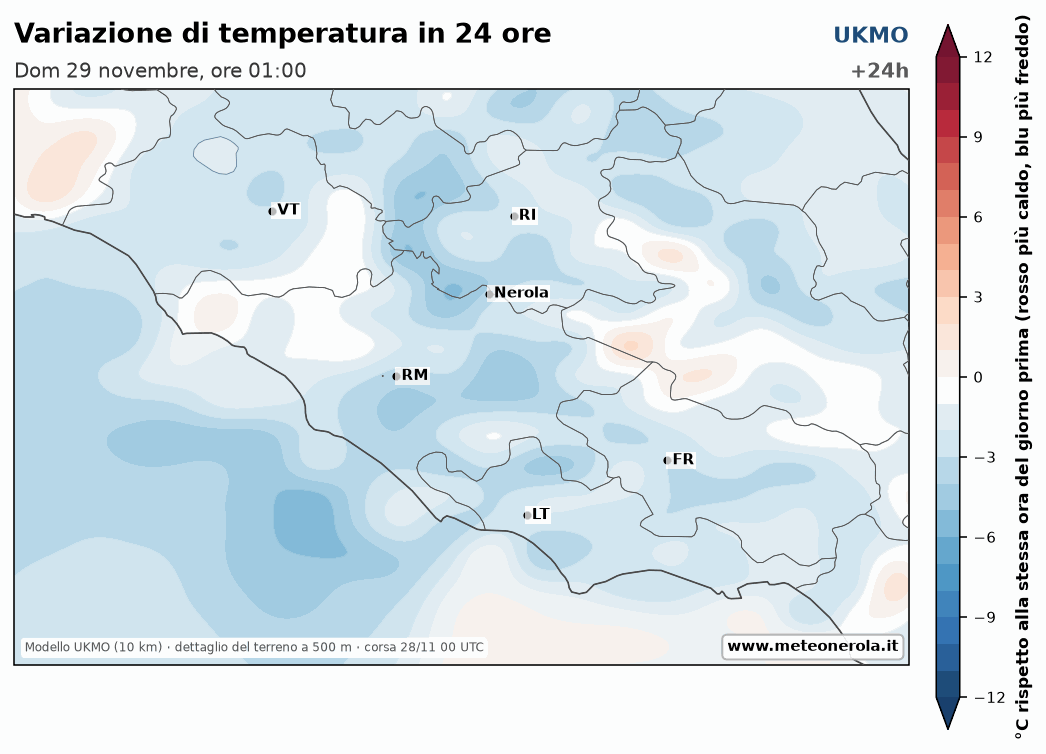 Variazione di temperatura in 24 ore
UKMO
Dom 29 novembre, ore 01:00
+24h
VT
RI
Nerola
RM
FR
LT
Modello UKMO (10 km) · dettaglio del terreno a 500 m · corsa 28/11 00 UTC
www.meteonerola.it
12
9
6
3
0
−3
−6
−9
−12
°C rispetto alla stessa ora del giorno prima (rosso più caldo, blu più freddo)